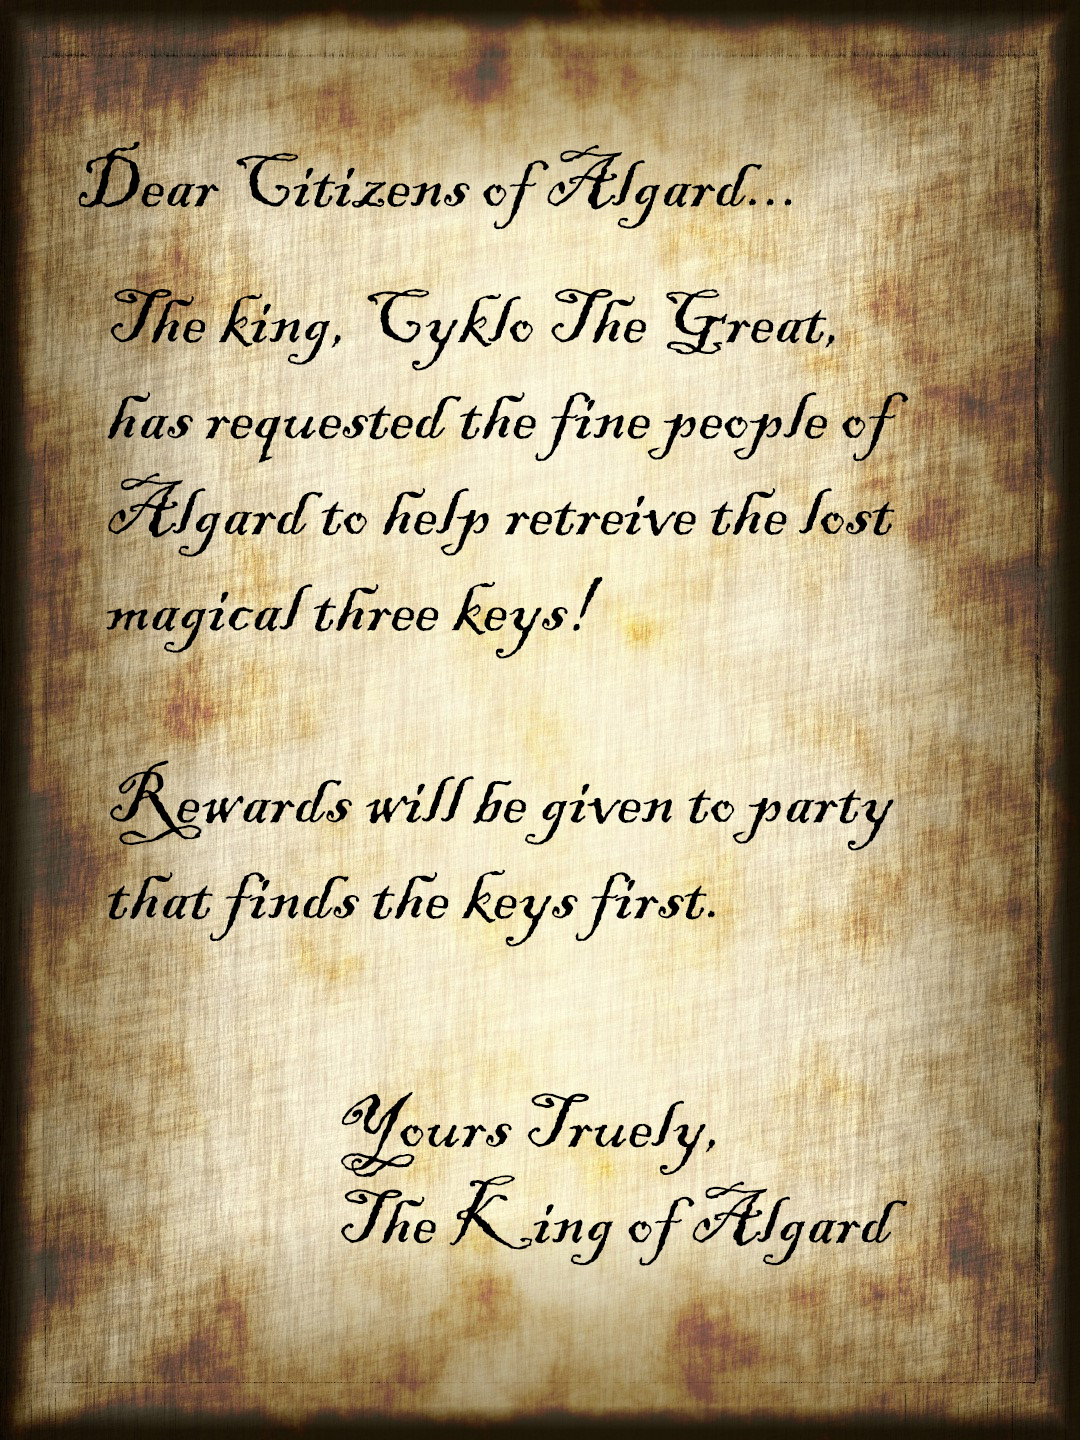 Dear Citizens of Algard...
The king, Cyklo The Great,
has requested the fine people of
Algard to help retreive the lost
magical three keys!
Rewards will be given to party
that finds the keys first.
Yours Truely,
The King of Algard